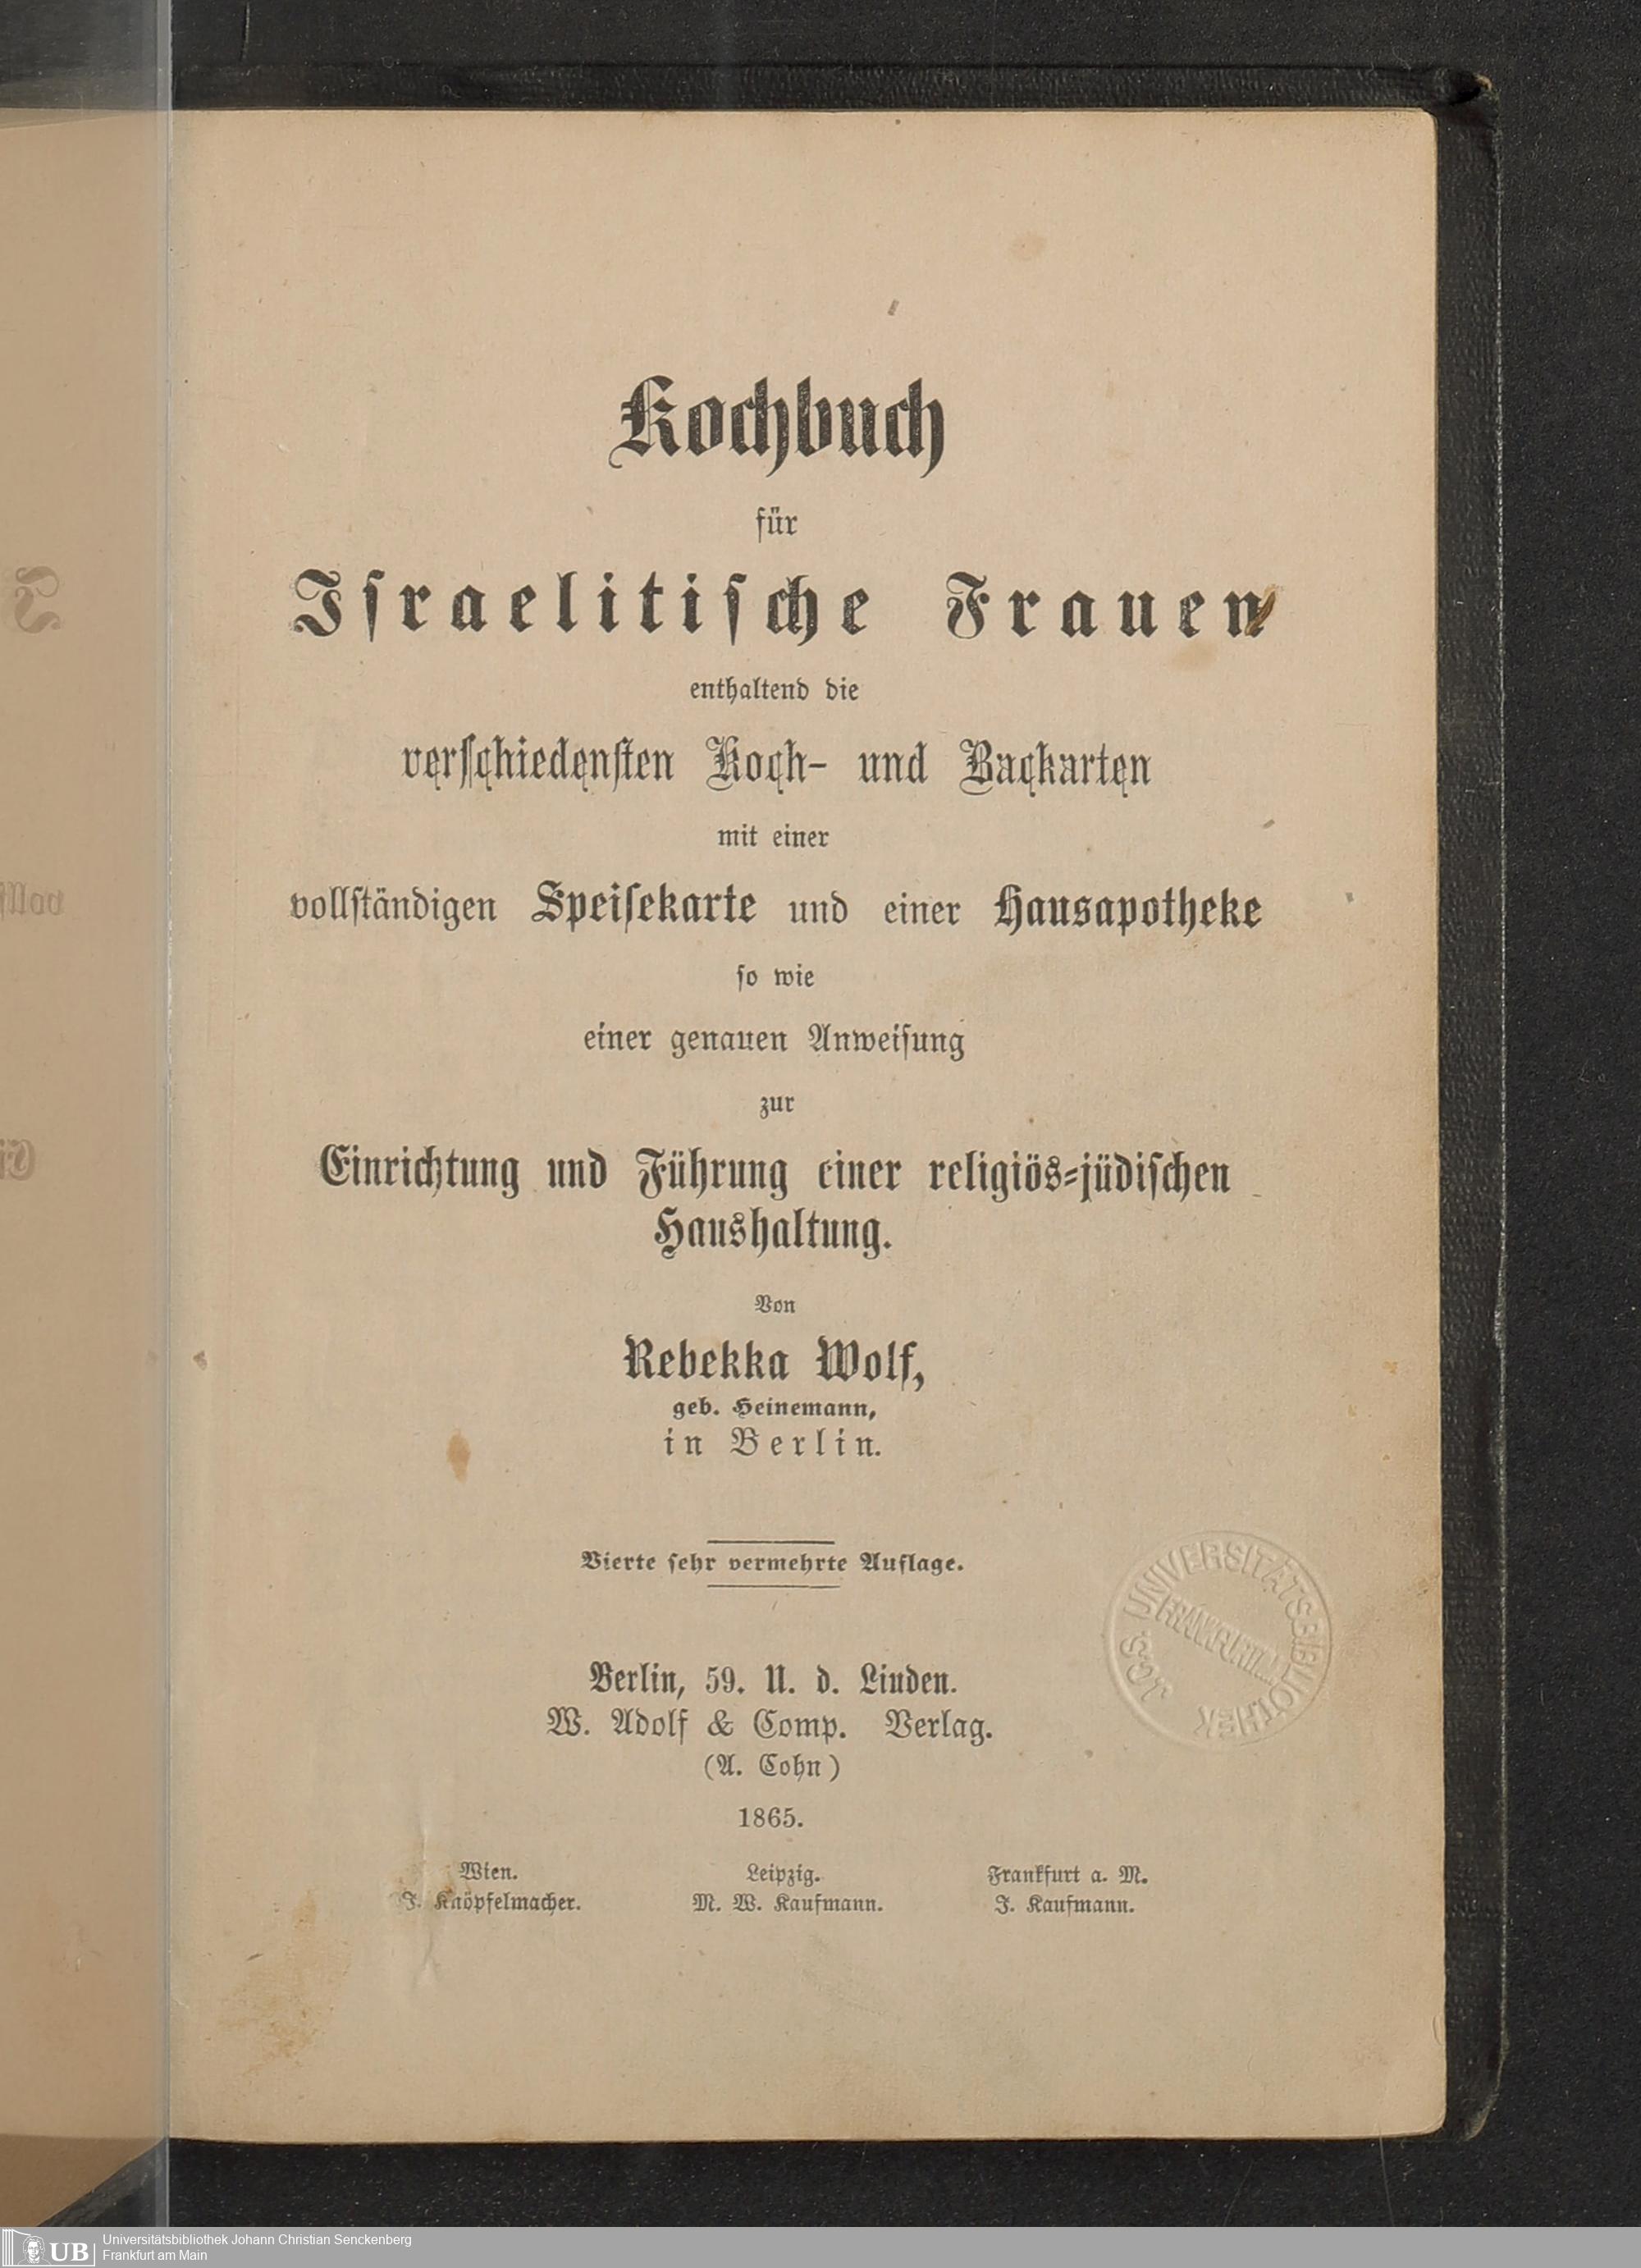 Kochbuch
für
Israelitische Frauen
enthaltend die
verschiedensten Koch- und Backarten
mit einer
vollständigen Speisekarte und einer Hausapotheke
so wie
einer genauen Anweisung
zur
Einrichtung und Führung einer religiös-jüdischen
Haushaltung.
Von
Rebekka Wolf,
geb. Heinemann,
in Berlin.
Vierte sehr vermehrte Auflage.
Berlin, 59. U. d. Linden.
W. Adolf & Comp. Verlag.
(A. Cohn)
1865.
Wien. Leipzig. Frankfurt a. M.
J. Knöpfelmacher. M. W. Kaufmann. J. Kaufmann.
UNIVERSITÄTSBIBLIOTHEK J.C.S.
FRANKFURT/M.
UB
Universitätsbibliothek Johann Christian Senckenberg
Frankfurt am Main